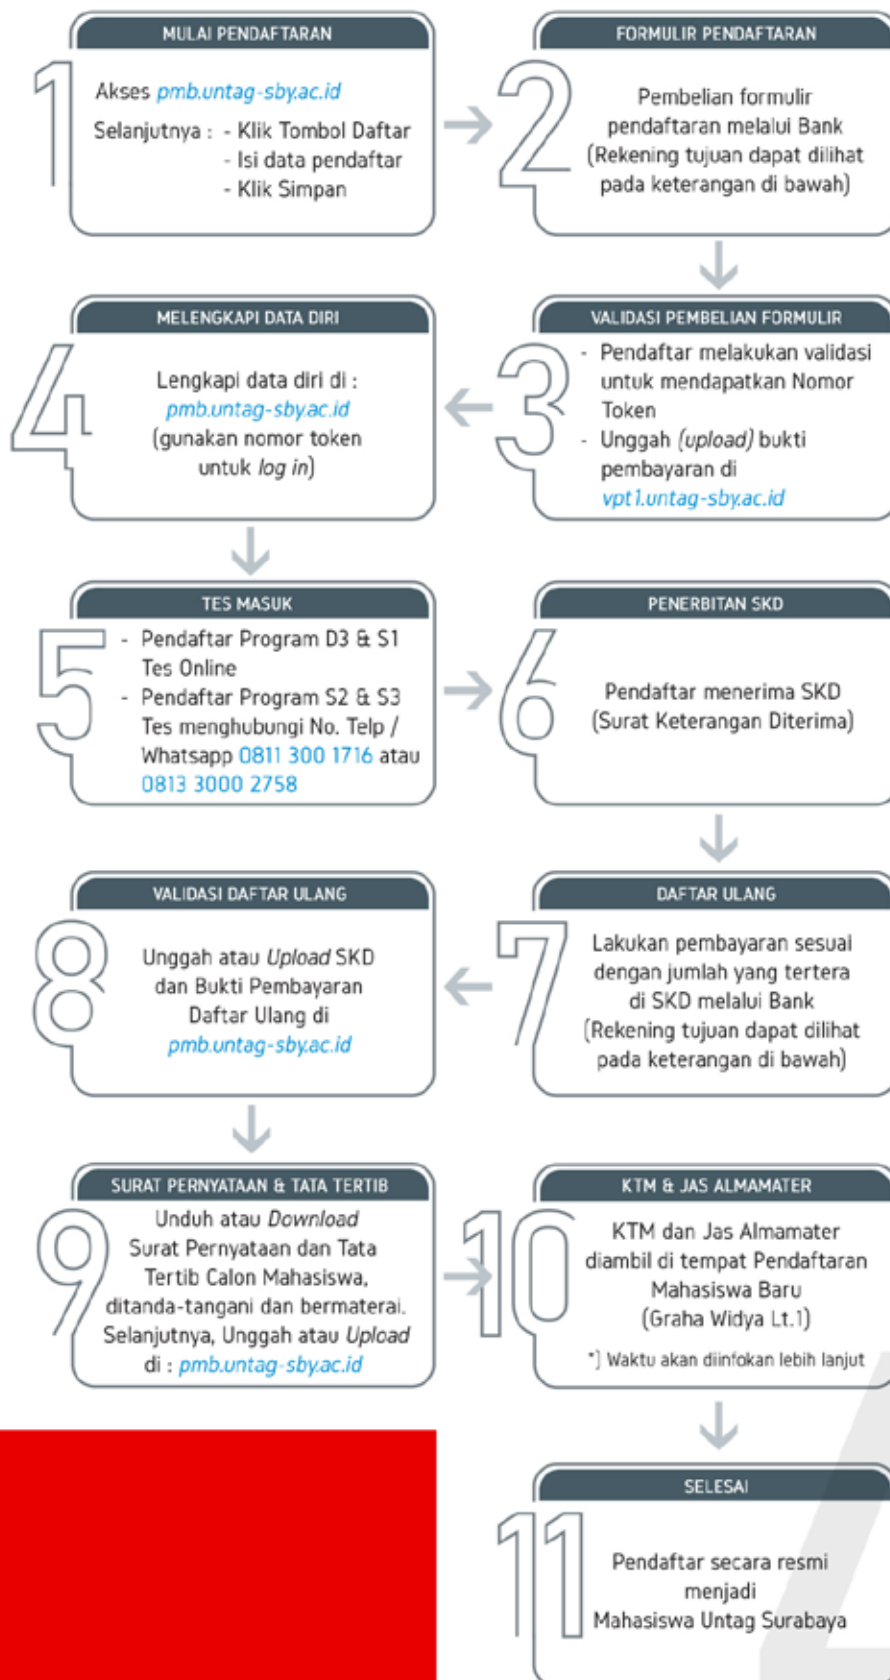 MULAI PENDAFTARAN
1
Akses pmb.untag-sby.ac.id
Selanjutnya : - Klik Tombol Daftar
- Isi data pendaftar
- Klik Simpan
FORMULIR PENDAFTARAN
2
Pembelian formulir
pendaftaran melalui Bank
(Rekening tujuan dapat dilihat
pada keterangan di bawah)
VALIDASI PEMBELIAN FORMULIR
3
- Pendaftar melakukan validasi
untuk mendapatkan Nomor
Token
- Unggah (upload) bukti
pembayaran di
vpt1.untag-sby.ac.id
MELENGKAPI DATA DIRI
4
Lengkapi data diri di :
pmb.untag-sby.ac.id
(gunakan nomor token
untuk log in)
TES MASUK
5
- Pendaftar Program D3 & S1
Tes Online
- Pendaftar Program S2 & S3
Tes menghubungi No. Telp /
Whatsapp 0811 300 1716 atau
0813 3000 2758
PENERBITAN SKD
6
Pendaftar menerima SKD
(Surat Keterangan Diterima)
DAFTAR ULANG
7
Lakukan pembayaran sesuai
dengan jumlah yang tertera
di SKD melalui Bank
(Rekening tujuan dapat dilihat
pada keterangan di bawah)
VALIDASI DAFTAR ULANG
8
Unggah atau Upload SKD
dan Bukti Pembayaran
Daftar Ulang di
pmb.untag-sby.ac.id
SURAT PERNYATAAN & TATA TERTIB
9
Unduh atau Download
Surat Pernyataan dan Tata
Tertib Calon Mahasiswa,
ditanda-tangani dan bermaterai.
Selanjutnya, Unggah atau Upload
di : pmb.untag-sby.ac.id
KTM & JAS ALMAMATER
10
KTM dan Jas Almamater
diambil di tempat Pendaftaran
Mahasiswa Baru
(Graha Widya Lt.1)
*) Waktu akan diinfokan lebih lanjut
SELESAI
11
Pendaftar secara resmi
menjadi
Mahasiswa Untag Surabaya